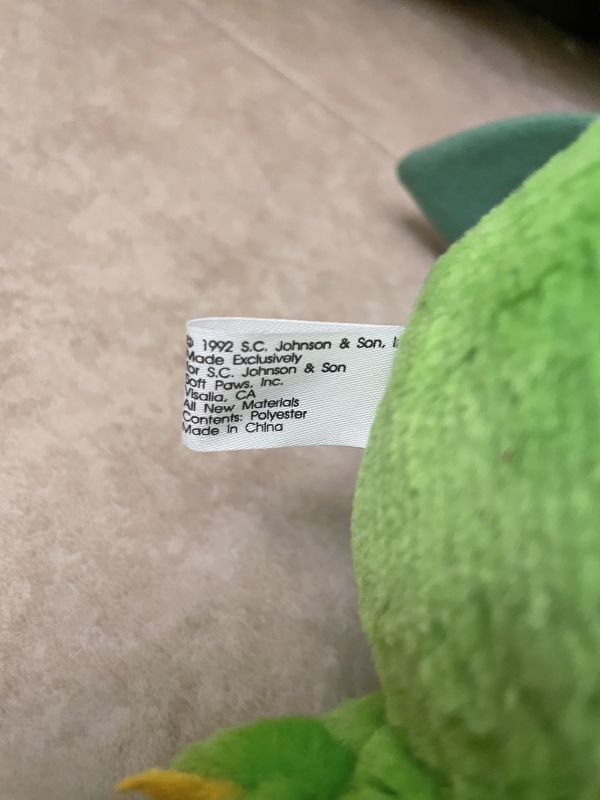 © 1992 S.C. Johnson & Son, I
Made Exclusively
for S.C. Johnson & Son
Soft Paws, Inc.
Visalia, CA
All New Materials
Contents: Polyester
Made in China